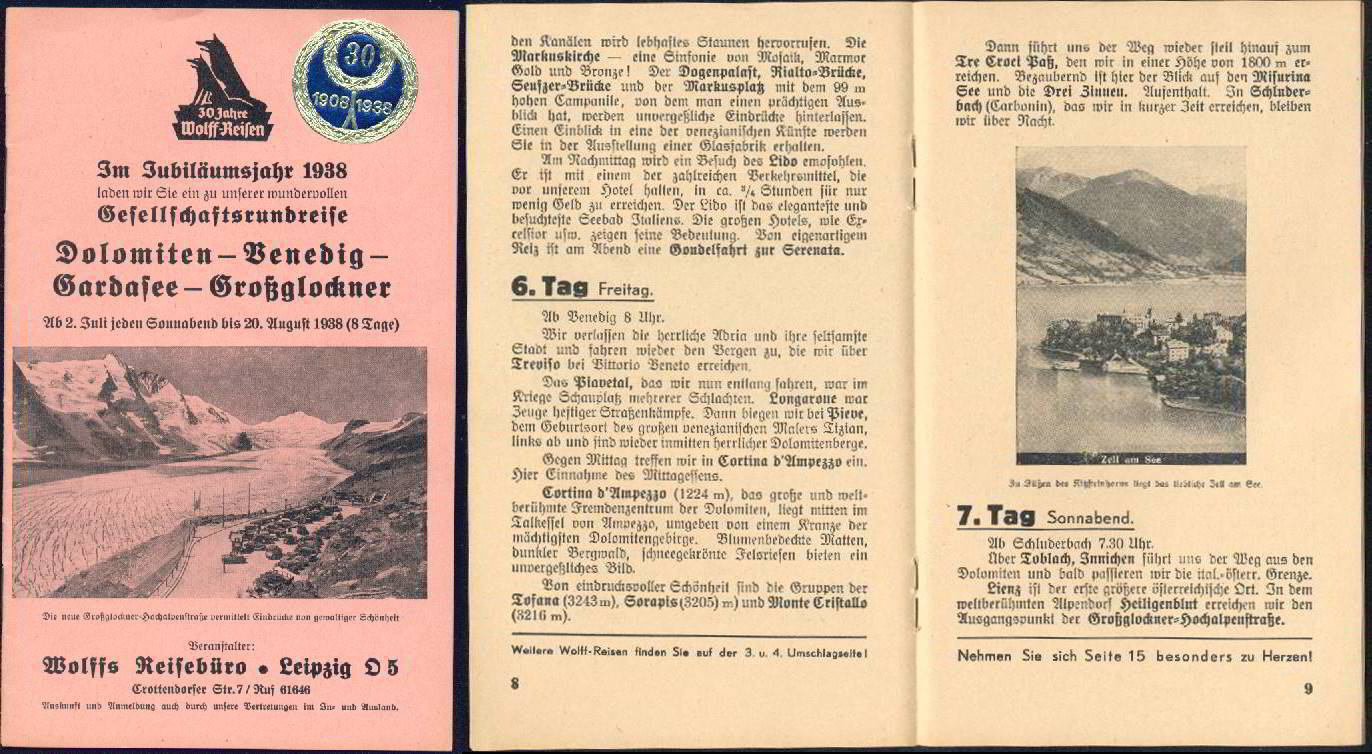 30
1908 1938
30 Jahre
Wolff-Reisen
Im Jubiläumsjahr 1938
laden wir Sie ein zu unserer wundervollen
Gesellschaftsrundreise
Dolomiten – Venedig –
Gardasee – Großglockner
Ab 2. Juli jeden Sonnabend bis 20. August 1938 (8 Tage)
Die neue Großglockner-Hochalpenstraße vermittelt Eindrücke von gewaltiger Schönheit
Veranstalter:
Wolffs Reisebüro • Leipzig O 5
Crottendorfer Str. 7 / Ruf 61646
Auskunft und Anmeldung auch durch unsere Vertretungen im In- und Ausland.
den Kanälen wird lebhaftes Staunen hervorrufen. Die
Markuskirche — eine Sinfonie von Mosaik, Marmor
Gold und Bronze! Der Dogenpalast, Rialto-Brücke,
Seufzer-Brücke und der Markusplatz mit dem 99 m
hohen Campanile, von dem man einen prächtigen Aus-
blick hat, werden unvergeßliche Eindrücke hinterlassen.
Einen Einblick in eine der venezianischen Künste werden
Sie in der Ausstellung einer Glasfabrik erhalten.
Am Nachmittag wird ein Besuch des Lido empfohlen.
Er ist mit einem der zahlreichen Verkehrsmittel, die
vor unserem Hotel halten, in ca. ¾ Stunden für nur
wenig Geld zu erreichen. Der Lido ist das eleganteste und
besuchteste Seebad Italiens. Die großen Hotels, wie Ex-
celsior usw. zeigen seine Bedeutung. Von eigenartigem
Reiz ist am Abend eine Gondelfahrt zur Serenata.
6. Tag Freitag.
Ab Venedig 8 Uhr.
Wir verlassen die herrliche Adria und ihre seltsamste
Stadt und fahren wieder den Bergen zu, die wir über
Treviso bei Vittorio Veneto erreichen.
Das Piavetal, das wir nun entlang fahren, war im
Kriege Schauplatz mehrerer Schlachten. Longarone war
Zeuge heftiger Straßenkämpfe. Dann biegen wir bei Pieve,
dem Geburtsort des großen venezianischen Malers Tizian,
links ab und sind wieder inmitten herrlicher Dolomitenberge.
Gegen Mittag treffen wir in Cortina d'Ampezzo ein.
Hier Einnahme des Mittagessens.
Cortina d'Ampezzo (1224 m), das große und welt-
berühmte Fremdenzentrum der Dolomiten, liegt mitten im
Talkessel von Ampezzo, umgeben von einem Kranze der
mächtigsten Dolomitengebirge. Blumenbedeckte Matten,
dunkler Bergwald, schneegekrönte Felsriesen bieten ein
unvergeßliches Bild.
Von eindrucksvoller Schönheit sind die Gruppen der
Tofana (3243 m), Sorapis (3205) m) und Monte Cristallo
(3216 m).
Weitere Wolff-Reisen finden Sie auf der 3. u. 4. Umschlagseite!
8
Dann führt uns der Weg wieder steil hinauf zum
Tre Croci Paß, den wir in einer Höhe von 1800 m er-
reichen. Bezaubernd ist hier der Blick auf den Misurina
See und die Drei Zinnen. Aufenthalt. In Schluder-
bach (Carbonin), das wir in kurzer Zeit erreichen, bleiben
wir über Nacht.
Zell am See
Zu Füßen des Kitzsteinhorns liegt das liebliche Zell am See.
7. Tag Sonnabend.
Ab Schluderbach 7.30 Uhr.
Über Toblach, Innichen führt uns der Weg aus den
Dolomiten und bald passieren wir die ital.-österr. Grenze.
Lienz ist der erste größere österreichische Ort. In dem
weltberühmten Alpendorf Heiligenblut erreichen wir den
Ausgangspunkt der Großglockner-Hochalpenstraße.
Nehmen Sie sich Seite 15 besonders zu Herzen!
9